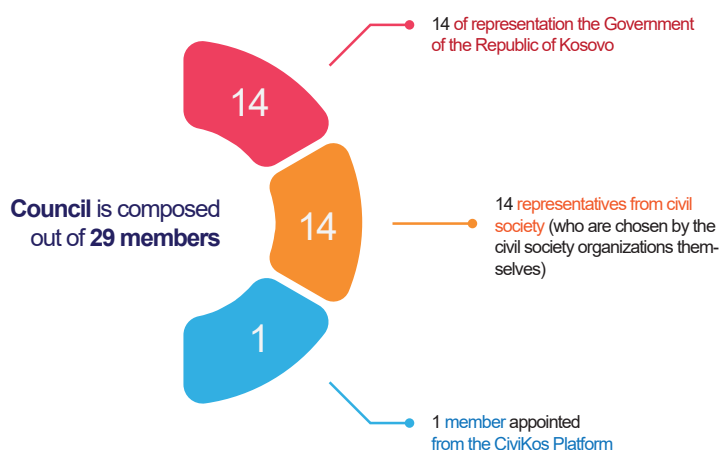 14 of representation the Government
of the Republic of Kosovo
14
Council is composed
out of 29 members
14
14 representatives from civil
society (who are chosen by the
civil society organizations them-
selves)
1
1 member appointed
from the CiviKos Platform